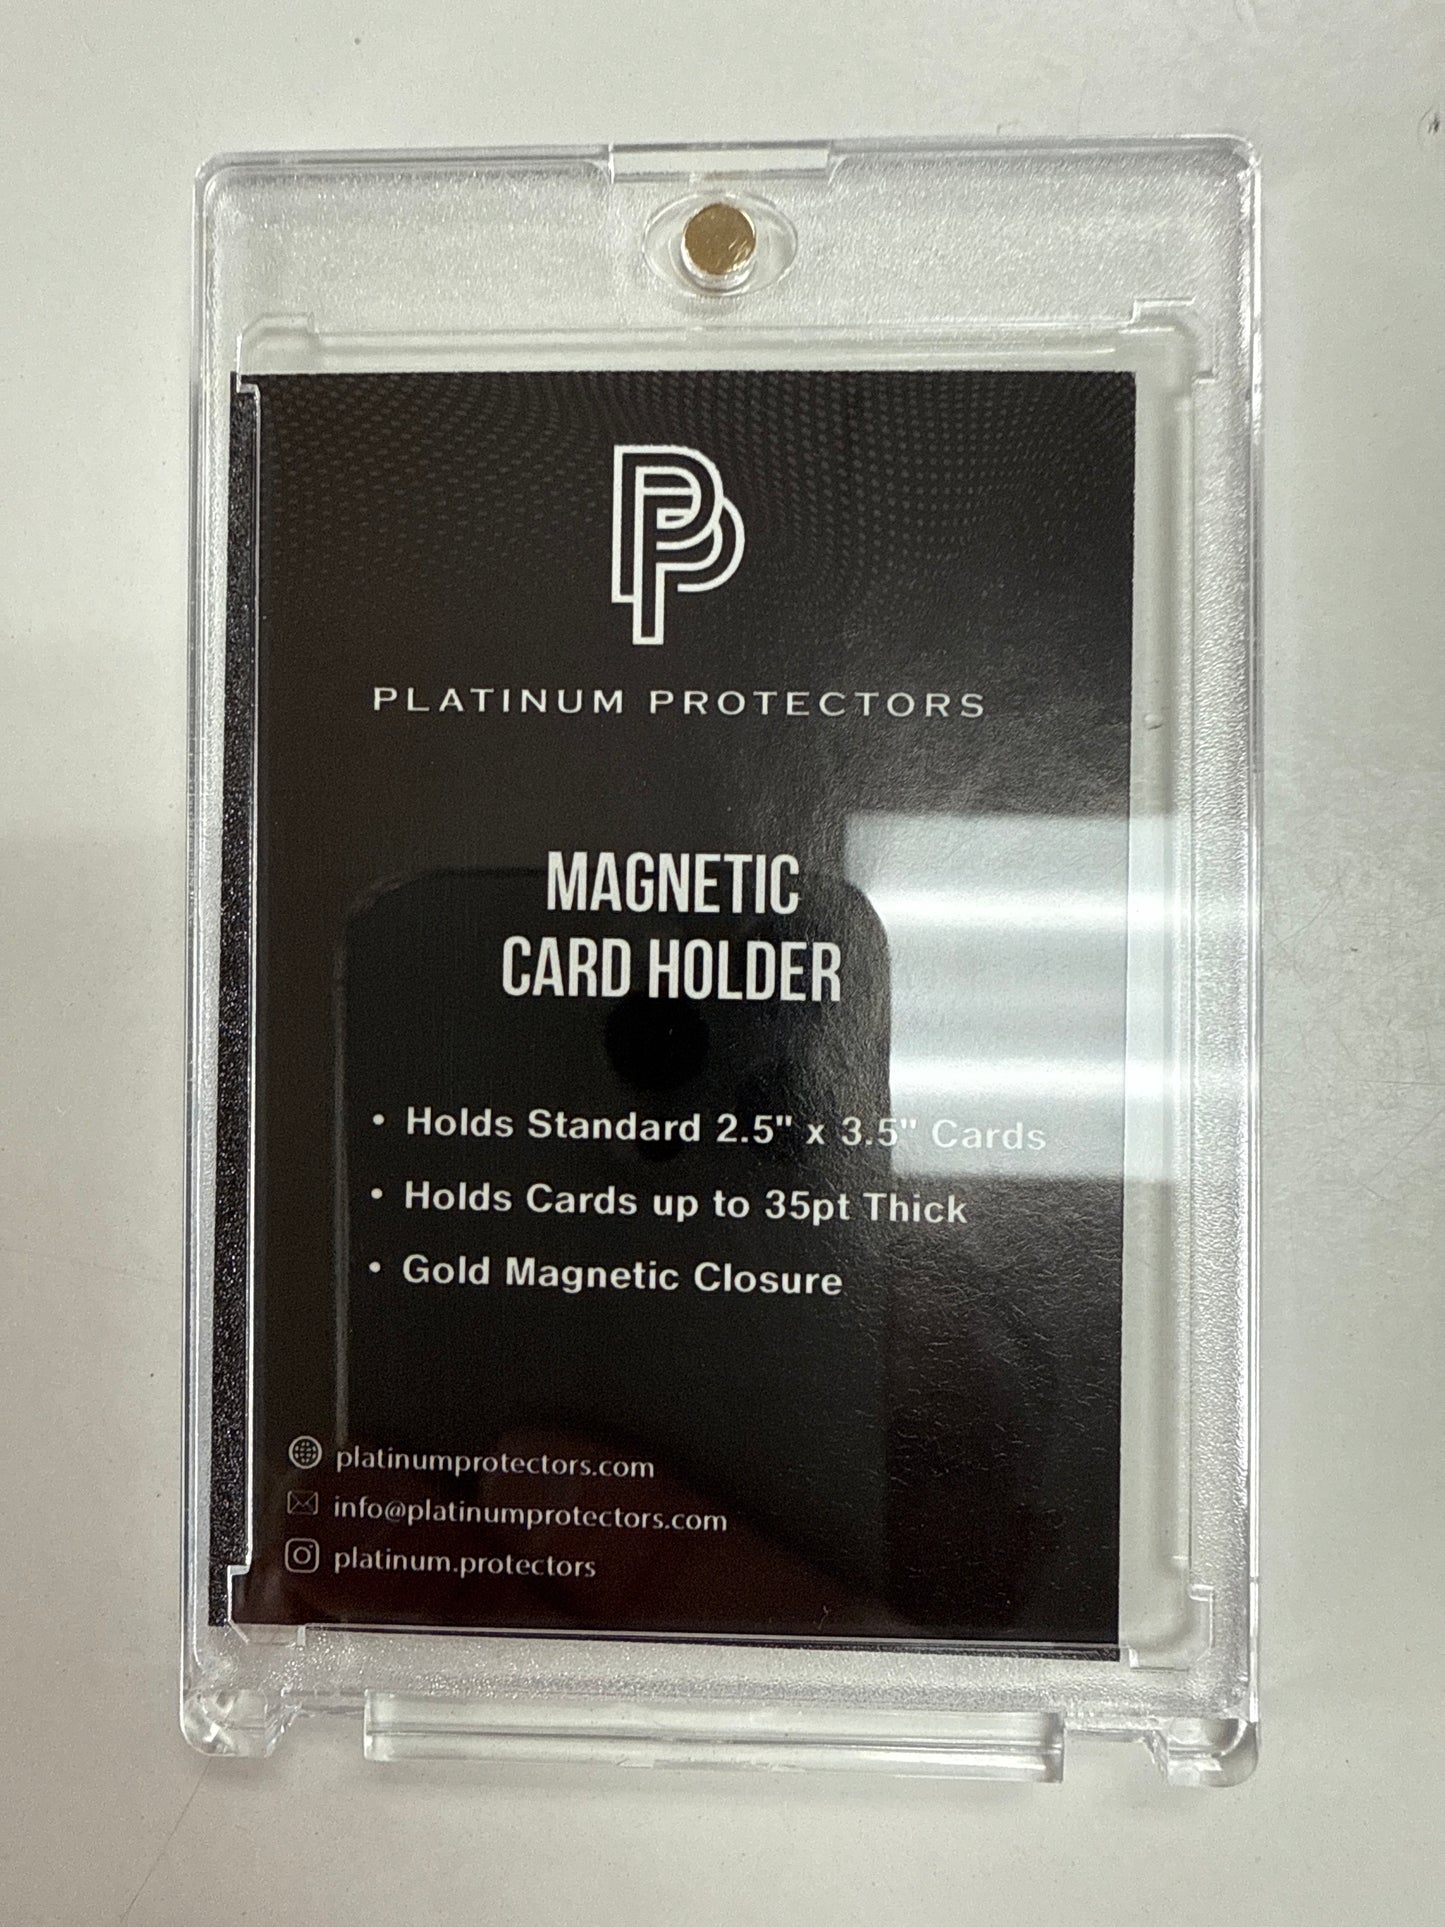 PP
PLATINUM PROTECTORS
MAGNETIC
CARD HOLDER
• Holds Standard 2.5" x 3.5" Cards
• Holds Cards up to 35pt Thick
• Gold Magnetic Closure
platinumprotectors.com
info@platinumprotectors.com
platinum.protectors